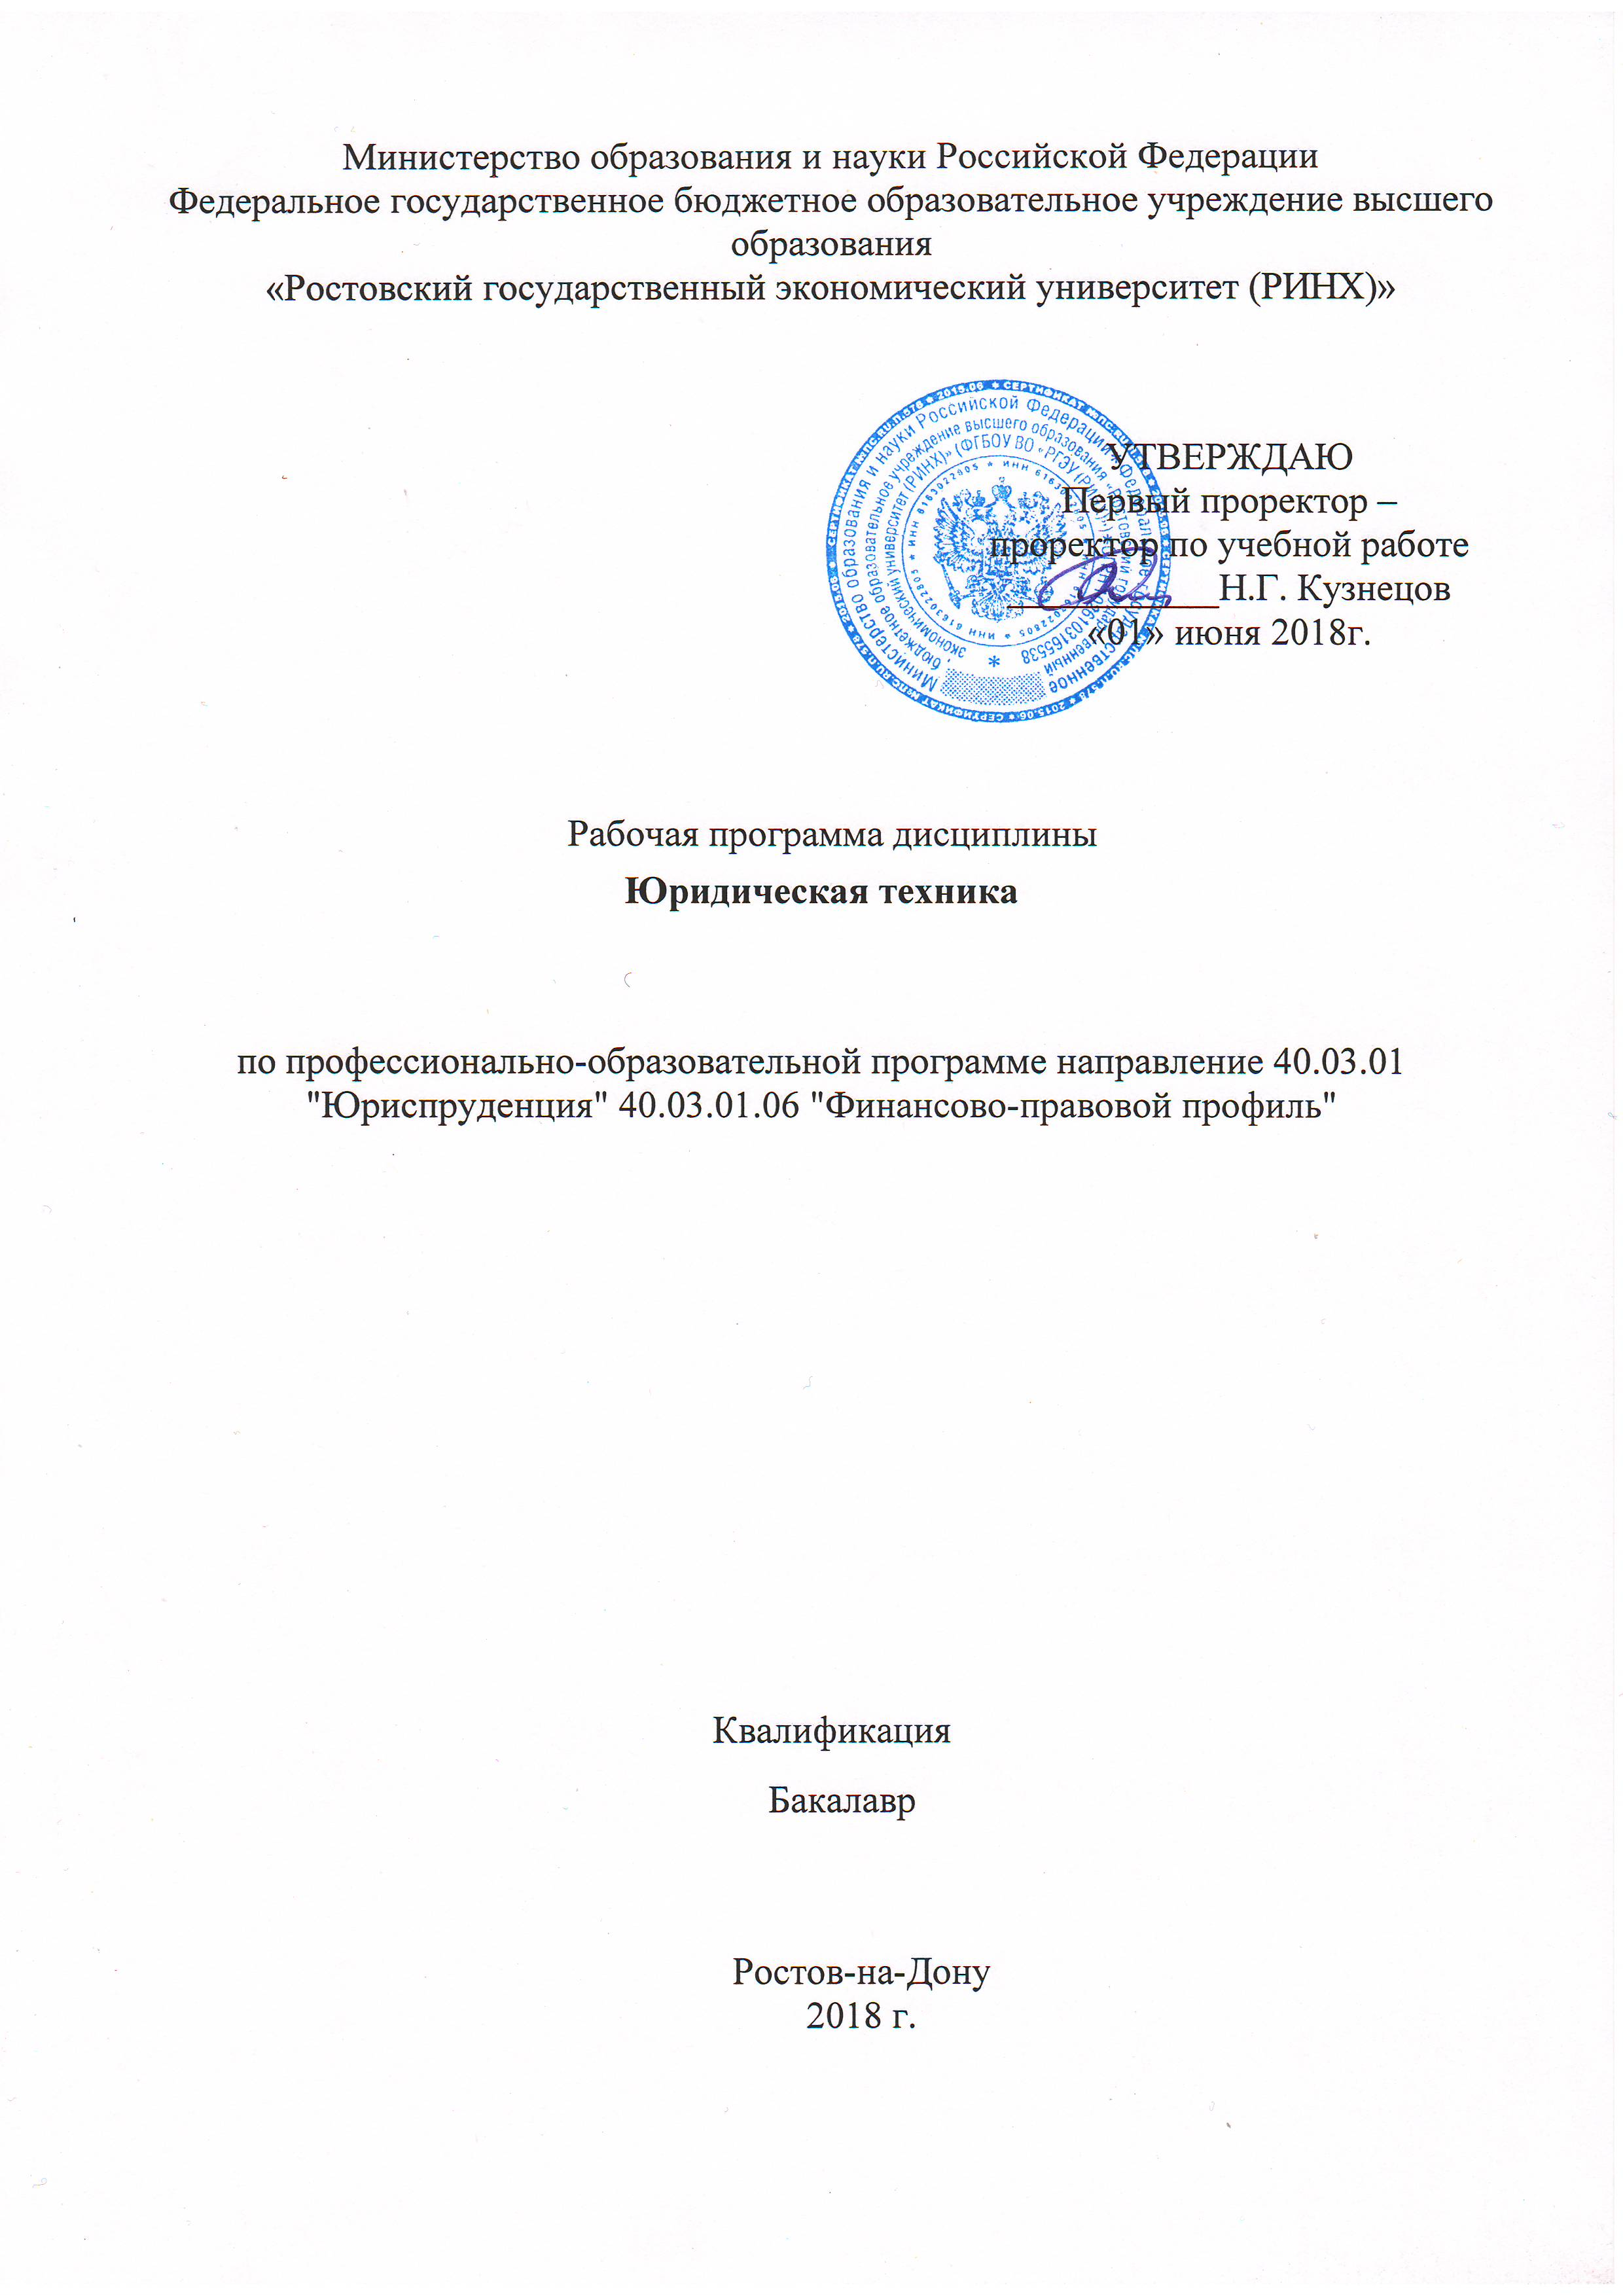 Министерство образования и науки Российской Федерации
Федеральное государственное бюджетное образовательное учреждение высшего
образования
«Ростовский государственный экономический университет (РИНХ)»
УТВЕРЖДАЮ
Первый проректор –
проректор по учебной работе
Н.Г. Кузнецов
«01» июня 2018г.
Рабочая программа дисциплины
Юридическая техника
по профессионально-образовательной программе направление 40.03.01
"Юриспруденция" 40.03.01.06 "Финансово-правовой профиль"
Квалификация
Бакалавр
Ростов-на-Дону
2018 г.